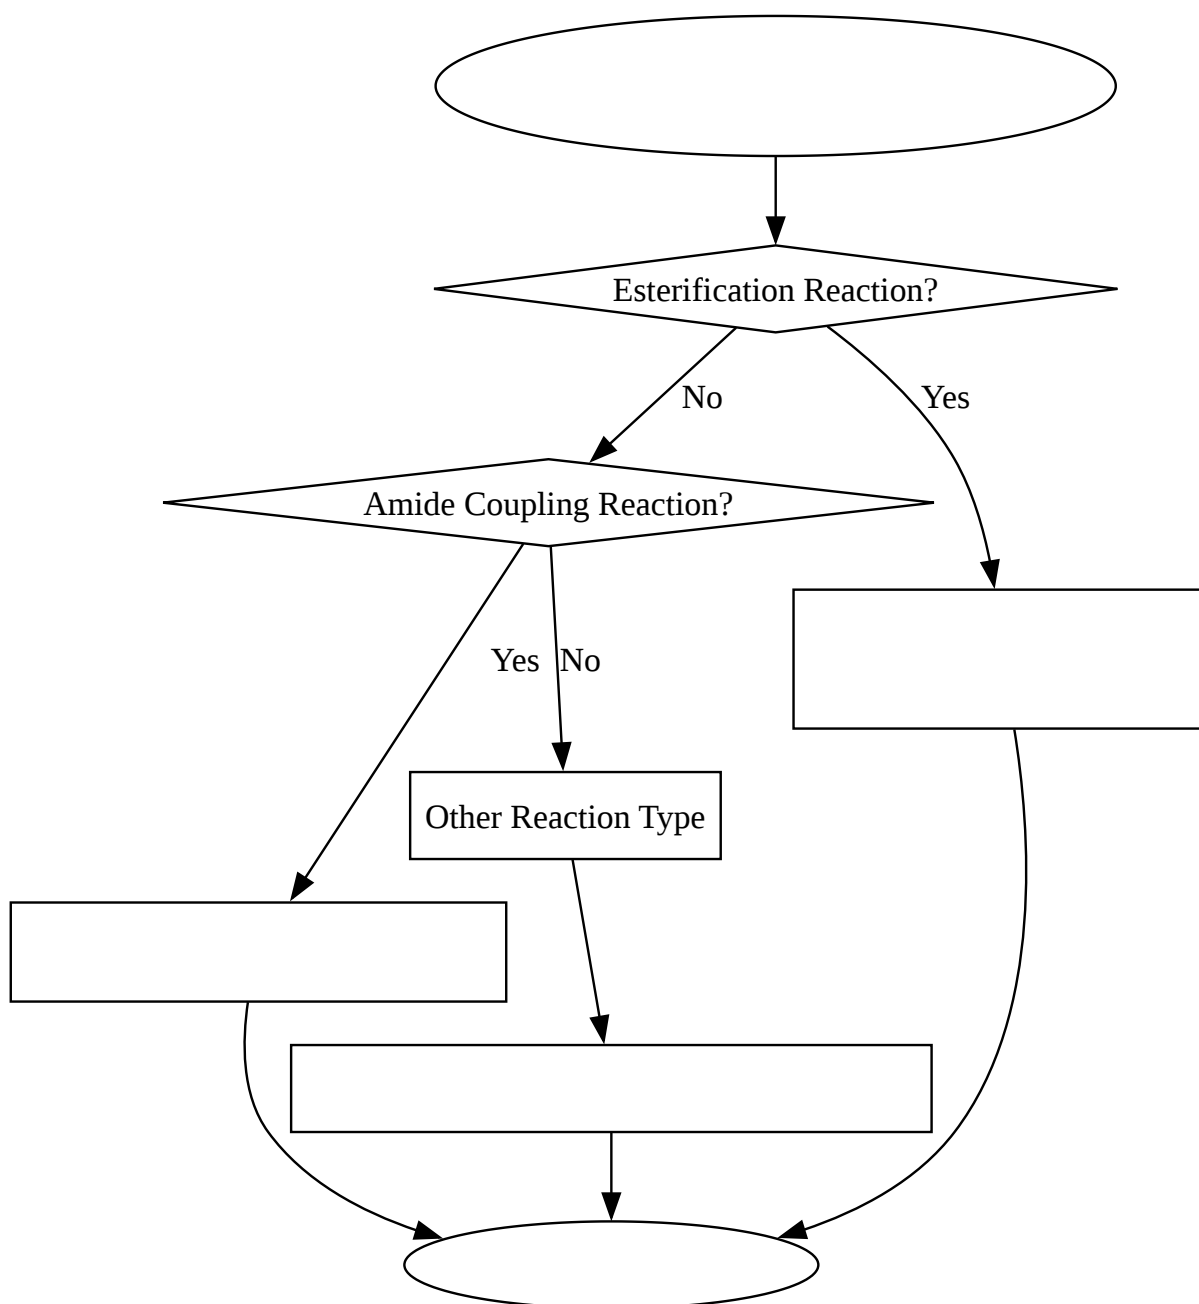 Esterification Reaction?
No
Yes
Amide Coupling Reaction?
Yes
No
Other Reaction Type